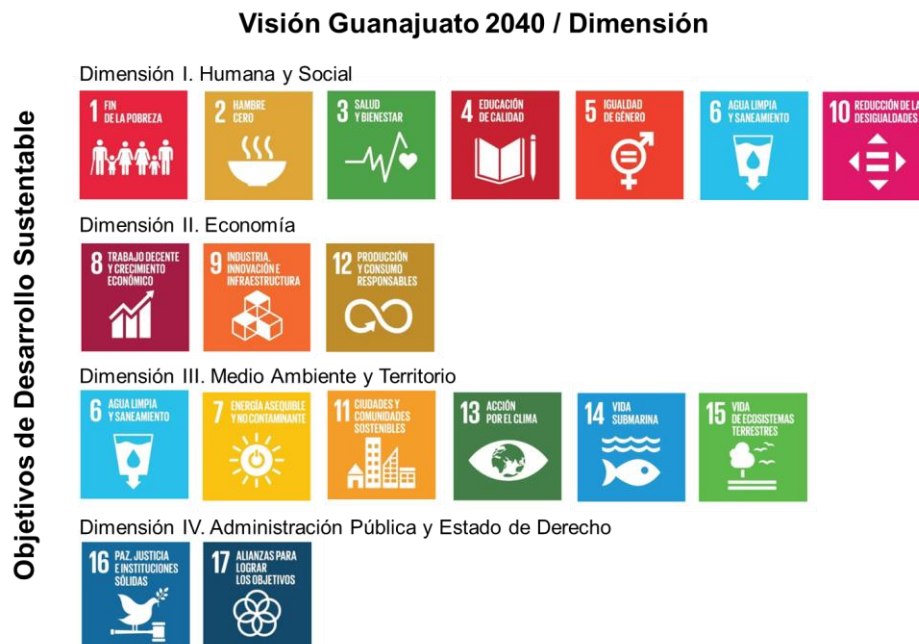 Visión Guanajuato 2040 / Dimensión
Objetivos de Desarrollo Sustentable
Dimensión I. Humana y Social
1 FIN
DE LA POBREZA
2 HAMBRE
CERO
3 SALUD
Y BIENESTAR
4 EDUCACIÓN
DE CALIDAD
5 IGUALDAD
DE GÉNERO
6 AGUA LIMPIA
Y SANEAMIENTO
10 REDUCCIÓN DE LA
DESIGUALDADES
Dimensión II. Economía
8 TRABAJO DECENTE
Y CRECIMIENTO
ECONÓMICO
9 INDUSTRIA,
INNOVACIÓN E
INFRAESTRUCTURA
12 PRODUCCIÓN
Y CONSUMO
RESPONSABLES
Dimensión III. Medio Ambiente y Territorio
6 AGUA LIMPIA
Y SANEAMIENTO
7 ENERGÍA ASEQUIBLE
Y NO CONTAMINANTE
11 CIUDADES Y
COMUNIDADES
SOSTENIBLES
13 ACCIÓN
POR EL CLIMA
14 VIDA
SUBMARINA
15 VIDA
DE ECOSISTEMAS
TERRESTRES
Dimensión IV. Administración Pública y Estado de Derecho
16 PAZ, JUSTICIA
E INSTITUCIONES
SÓLIDAS
17 ALIANZAS PARA
LOGRAR
LOS OBJETIVOS